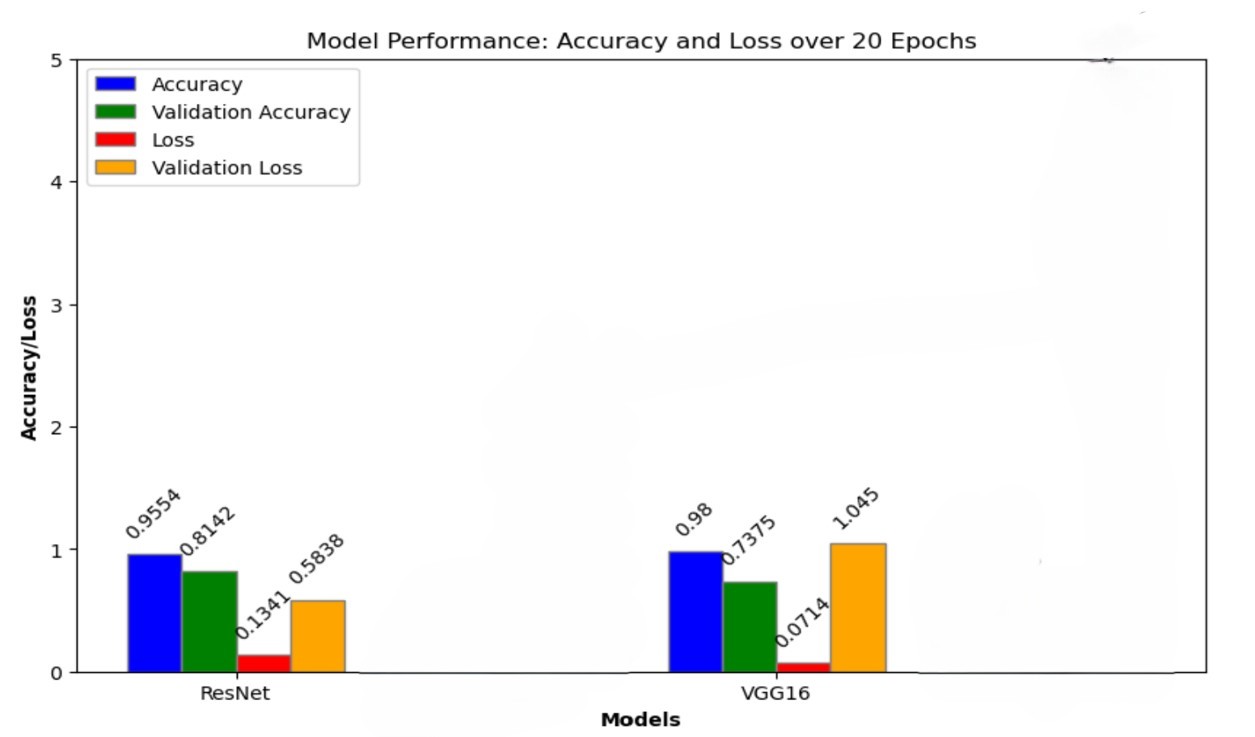 Model Performance: Accuracy and Loss over 20 Epochs
5
4
3
2
1
0
Accuracy/Loss
Accuracy
Validation Accuracy
Loss
Validation Loss
0.9554
0.8142
0.1341
0.5838
0.98
0.7375
0.0714
1.045
ResNet
VGG16
Models